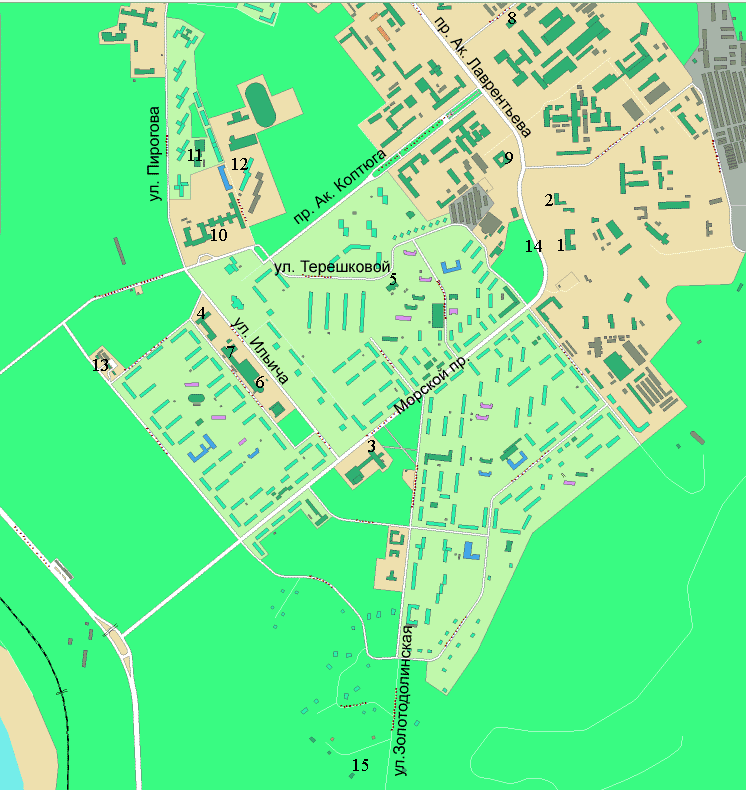 8
пр. Ак. Лаврентьева
ул. Пирогова
11
12
9
пр. Ак. Коптюга
2
10
14
1
ул. Терешковой
5
4
ул. Ильича
7
13
6
Морской пр.
3
ул.Золотодолинская
15